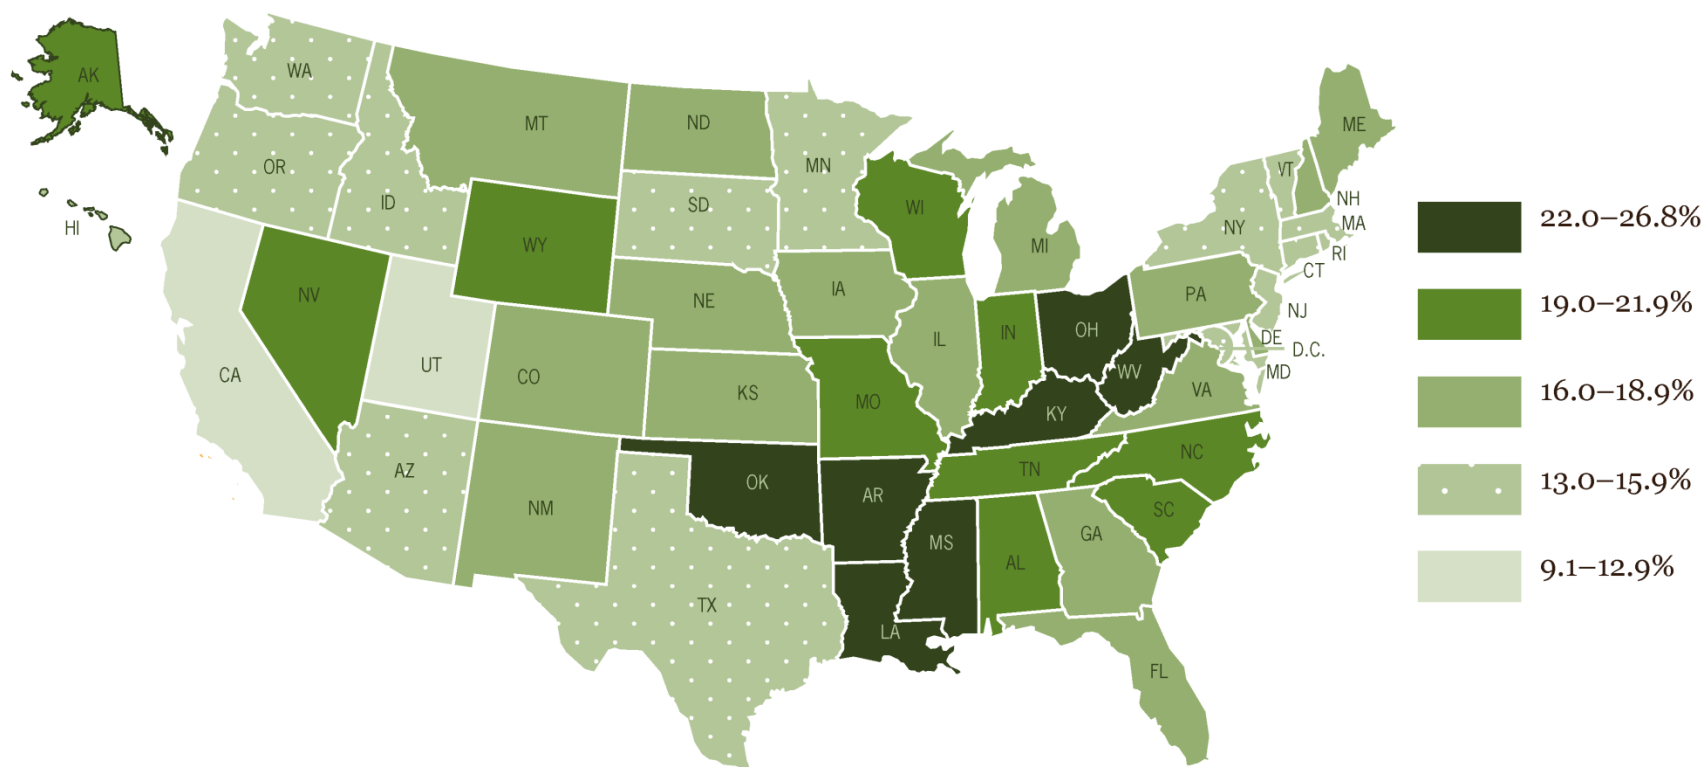 AK
HI
WA
OR
ID
MT
ND
SD
MN
WI
MI
WY
NV
CA
UT
CO
NE
IA
KS
MO
IL
IN
OH
PA
NY
VT
ME
NH
MA
RI
CT
NJ
DE
D.C.
MD
WV
VA
KY
TN
NC
SC
AZ
NM
OK
AR
TX
LA
MS
AL
GA
FL
22.0–26.8%
19.0–21.9%
16.0–18.9%
13.0–15.9%
9.1–12.9%